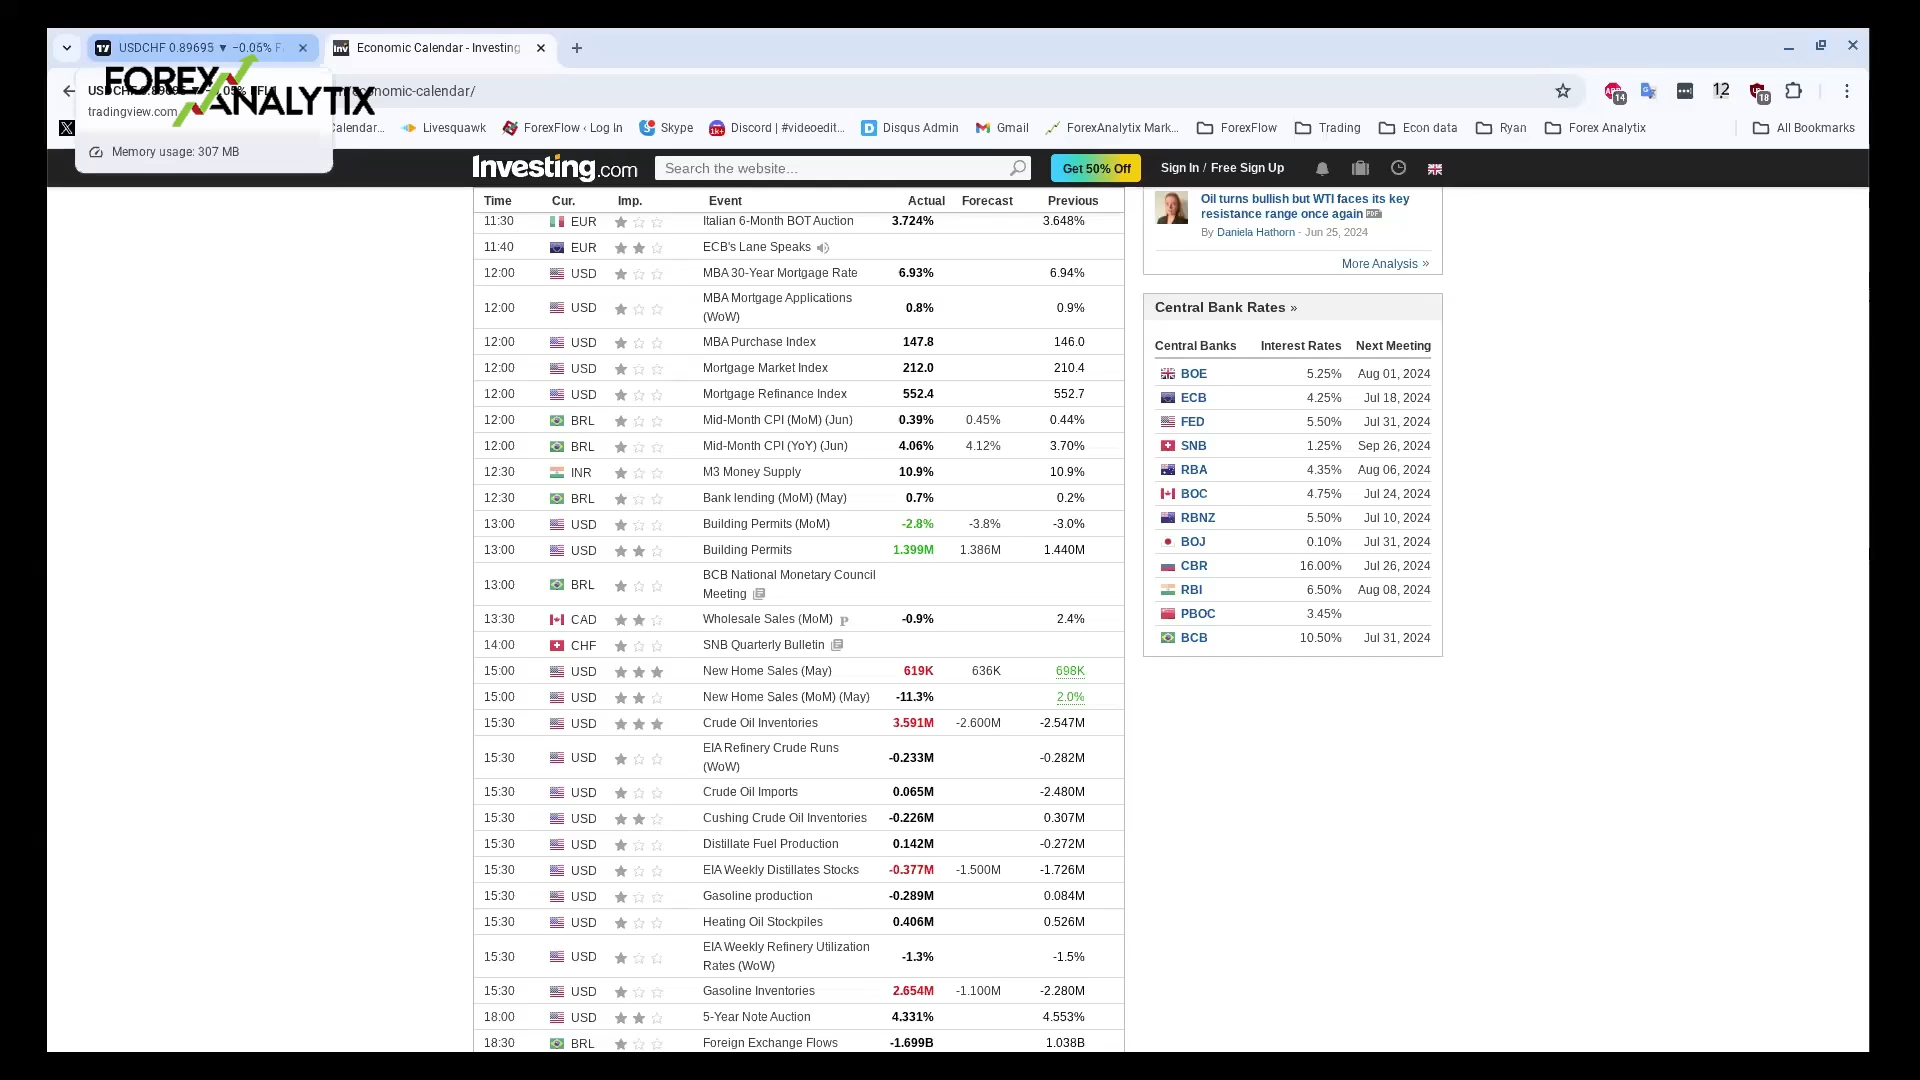 USDCHF 0.89695 ▼ −0.06%
Economic Calendar - Investing
FOREX
ANALYTIX
economic-calendar/
14
18
12
tradingview.com
Memory usage: 307 MB
Calendar...
Livesquawk
ForexFlow ‹ Log In
Skype
Discord | #videoedit...
Disqus Admin
Gmail
ForexAnalytix Mark...
ForexFlow
Trading
Econ data
Ryan
Forex Analytix
All Bookmarks
Investing.com
Search the website...
Get 50% Off
Sign In / Free Sign Up
Time Cur. Imp. Event Actual Forecast Previous
11:30 EUR Italian 6-Month BOT Auction 3.724% 3.648%
11:40 EUR ECB's Lane Speaks
12:00 USD MBA 30-Year Mortgage Rate 6.93% 6.94%
12:00 USD MBA Mortgage Applications
(WoW) 0.8% 0.9%
12:00 USD MBA Purchase Index 147.8 146.0
12:00 USD Mortgage Market Index 212.0 210.4
12:00 USD Mortgage Refinance Index 552.4 552.7
12:00 BRL Mid-Month CPI (MoM) (Jun) 0.39% 0.45% 0.44%
12:00 BRL Mid-Month CPI (YoY) (Jun) 4.06% 4.12% 3.70%
12:30 INR M3 Money Supply 10.9% 10.9%
12:30 BRL Bank lending (MoM) (May) 0.7% 0.2%
13:00 USD Building Permits (MoM) -2.8% -3.8% -3.0%
13:00 USD Building Permits 1.399M 1.386M 1.440M
13:00 BRL BCB National Monetary Council
Meeting
13:30 CAD Wholesale Sales (MoM) P -0.9% 2.4%
14:00 CHF SNB Quarterly Bulletin
15:00 USD New Home Sales (May) 619K 636K 698K
15:00 USD New Home Sales (MoM) (May) -11.3% 2.0%
15:30 USD Crude Oil Inventories 3.591M -2.600M -2.547M
15:30 USD EIA Refinery Crude Runs
(WoW) -0.233M -0.282M
15:30 USD Crude Oil Imports 0.065M -2.480M
15:30 USD Cushing Crude Oil Inventories -0.226M 0.307M
15:30 USD Distillate Fuel Production 0.142M -0.272M
15:30 USD EIA Weekly Distillates Stocks -0.377M -1.500M -1.726M
15:30 USD Gasoline production -0.289M 0.084M
15:30 USD Heating Oil Stockpiles 0.406M 0.526M
15:30 USD EIA Weekly Refinery Utilization
Rates (WoW) -1.3% -1.5%
15:30 USD Gasoline Inventories 2.654M -1.100M -2.280M
18:00 USD 5-Year Note Auction 4.331% 4.553%
18:30 BRL Foreign Exchange Flows -1.699B 1.038B
Oil turns bullish but WTI faces its key
resistance range once again PDF
By Daniela Hathorn - Jun 25, 2024
More Analysis »
Central Bank Rates »
Central Banks Interest Rates Next Meeting
BOE 5.25% Aug 01, 2024
ECB 4.25% Jul 18, 2024
FED 5.50% Jul 31, 2024
SNB 1.25% Sep 26, 2024
RBA 4.35% Aug 06, 2024
BOC 4.75% Jul 24, 2024
RBNZ 5.50% Jul 10, 2024
BOJ 0.10% Jul 31, 2024
CBR 16.00% Jul 26, 2024
RBI 6.50% Aug 08, 2024
PBOC 3.45%
BCB 10.50% Jul 31, 2024